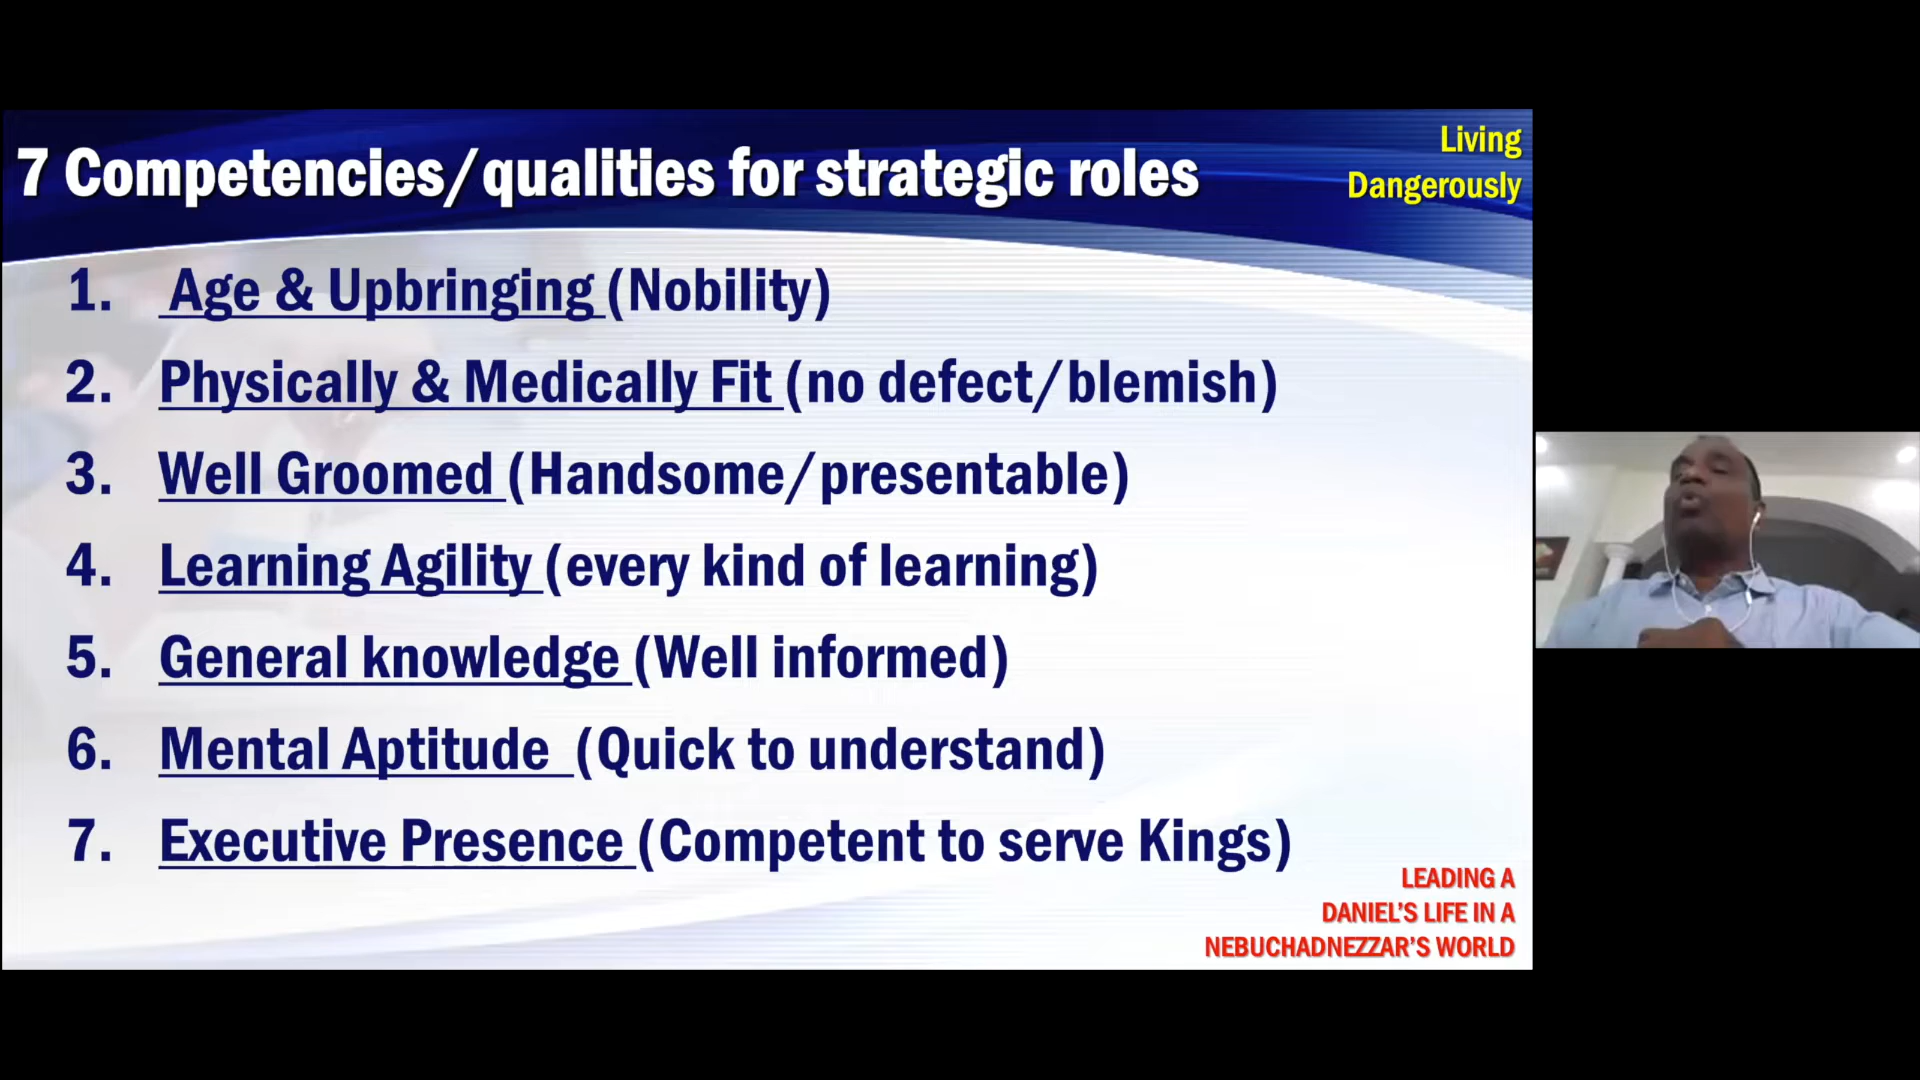 7 Competencies/qualities for strategic roles
Living
Dangerously
1. Age & Upbringing (Nobility)
2. Physically & Medically Fit (no defect/blemish)
3. Well Groomed (Handsome/presentable)
4. Learning Agility (every kind of learning)
5. General knowledge (Well informed)
6. Mental Aptitude (Quick to understand)
7. Executive Presence (Competent to serve Kings)
LEADING A
DANIEL'S LIFE IN A
NEBUCHADNEZZAR'S WORLD